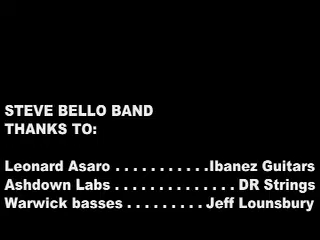 STEVE BELLO BAND
THANKS TO:
Leonard Asaro . . . . . . . . . . .Ibanez Guitars
Ashdown Labs . . . . . . . . . . . . . . DR Strings
Warwick basses . . . . . . . . . Jeff Lounsbury